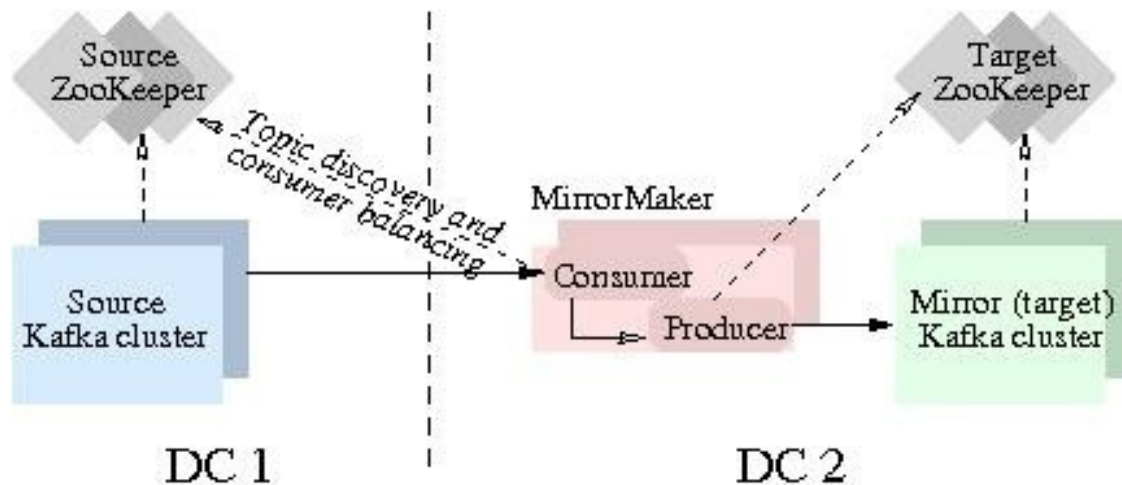 Source
ZooKeeper
Target
ZooKeeper
Topic discovery and
consumer balancing
MirrorMaker
Consumer
Producer
Source
Kafka cluster
Mirror (target)
Kafka cluster
DC 1
DC 2